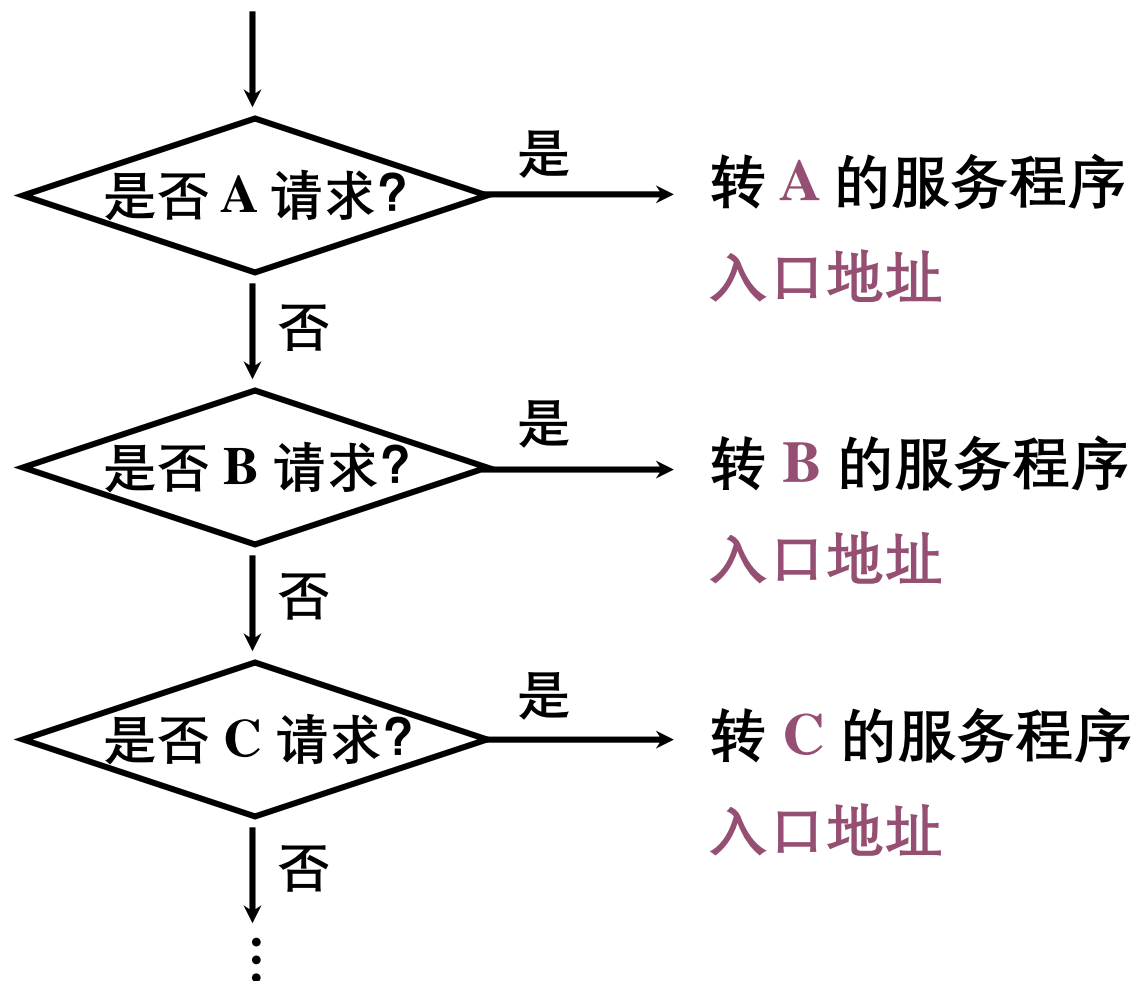 是
是否 A 请求?
转 A 的服务程序
入口地址
否
是
是否 B 请求?
转 B 的服务程序
入口地址
否
是
是否 C 请求?
转 C 的服务程序
入口地址
否
⋮